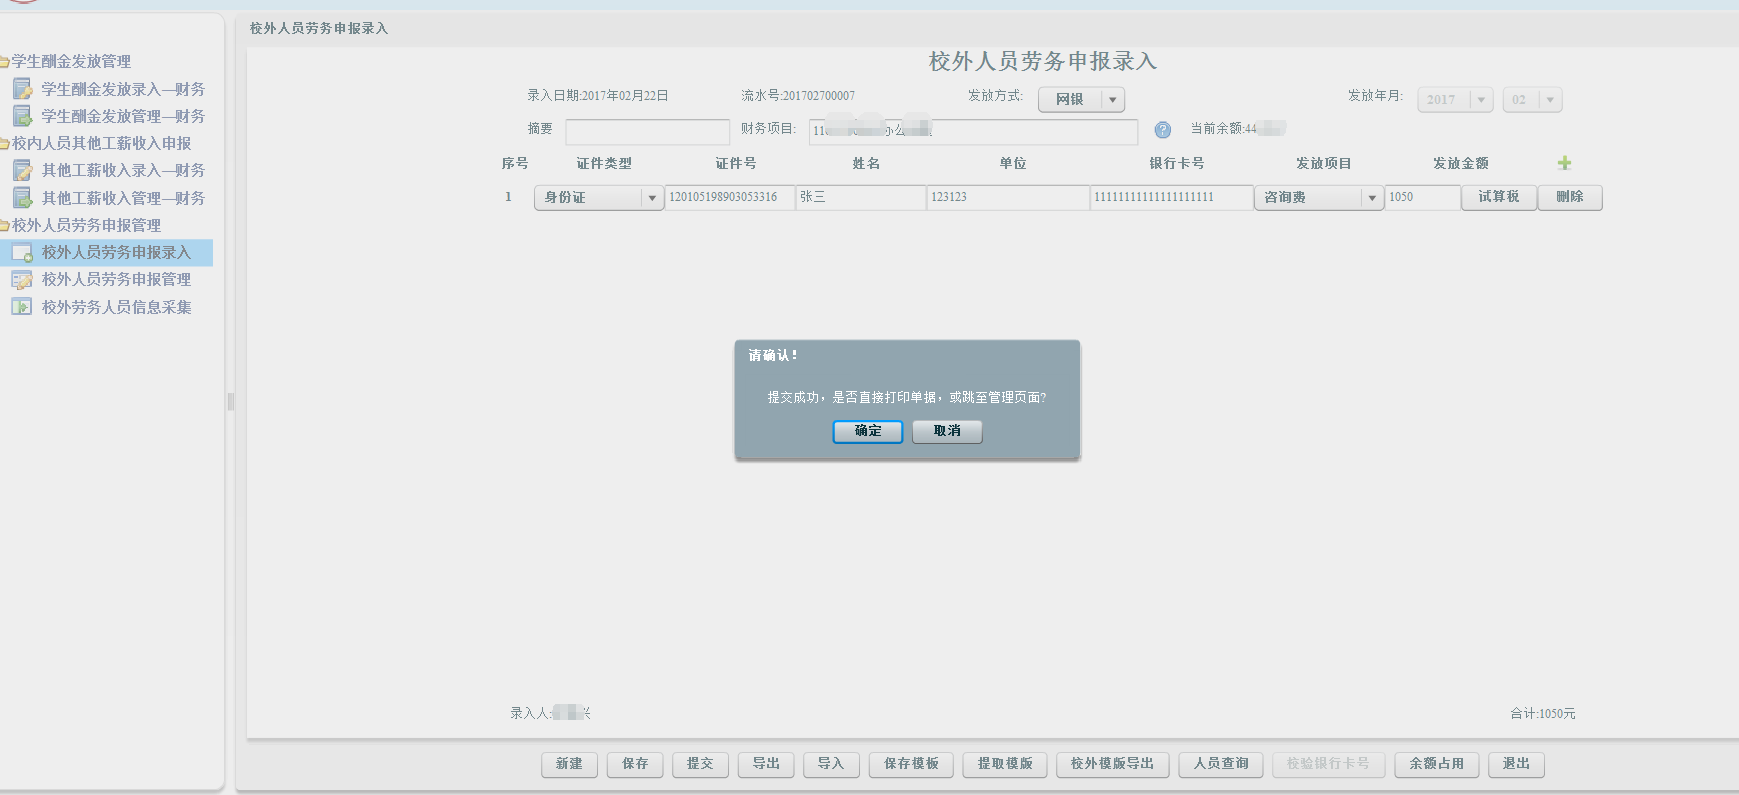 学生酬金发放管理
学生酬金发放录入—财务
学生酬金发放管理—财务
校内人员其他工薪收入申报
其他工薪收入录入—财务
其他工薪收入管理—财务
校外人员劳务申报管理
校外人员劳务申报录入
校外人员劳务申报管理
校外劳务人员信息采集
校外人员劳务申报录入
校外人员劳务申报录入
录入日期:2017年02月22日 流水号:201702700007 发放方式: 网银 发放年月: 2017 02
摘要 财务项目: 11 办公 当前余额:44
序号 证件类型 证件号 姓名 单位 银行卡号 发放项目 发放金额
1 身份证 120105198903053316 张三 123123 11111111111111111111 咨询费 1050 试算税 删除
请确认!
提交成功，是否直接打印单据，或跳至管理页面?
确定 取消
录入人: 兴 合计:1050元
新建 保存 提交 导出 导入 保存模板 提取模版 校外模版导出 人员查询 校验银行卡号 余额占用 退出